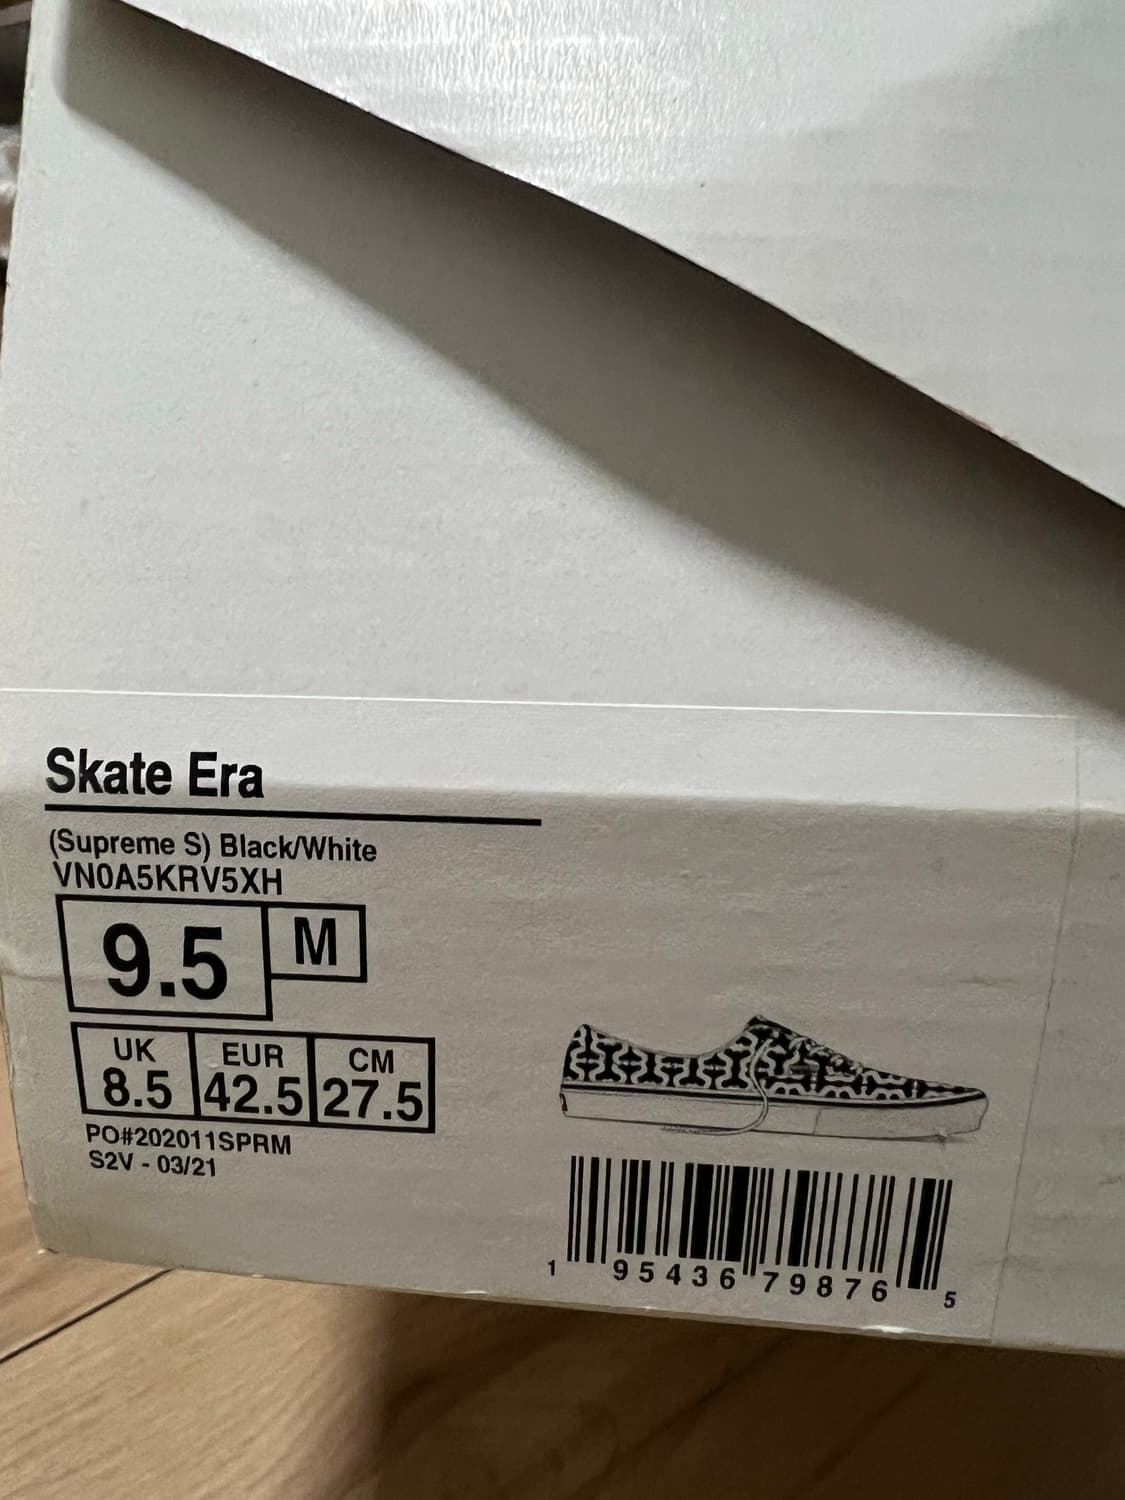 Skate Era
(Supreme S) Black/White
VN0A5KRV5XH
9.5 M
UK EUR CM
8.5 42.5 27.5
PO#202011SPRM
S2V - 03/21
1 95436 79876 5